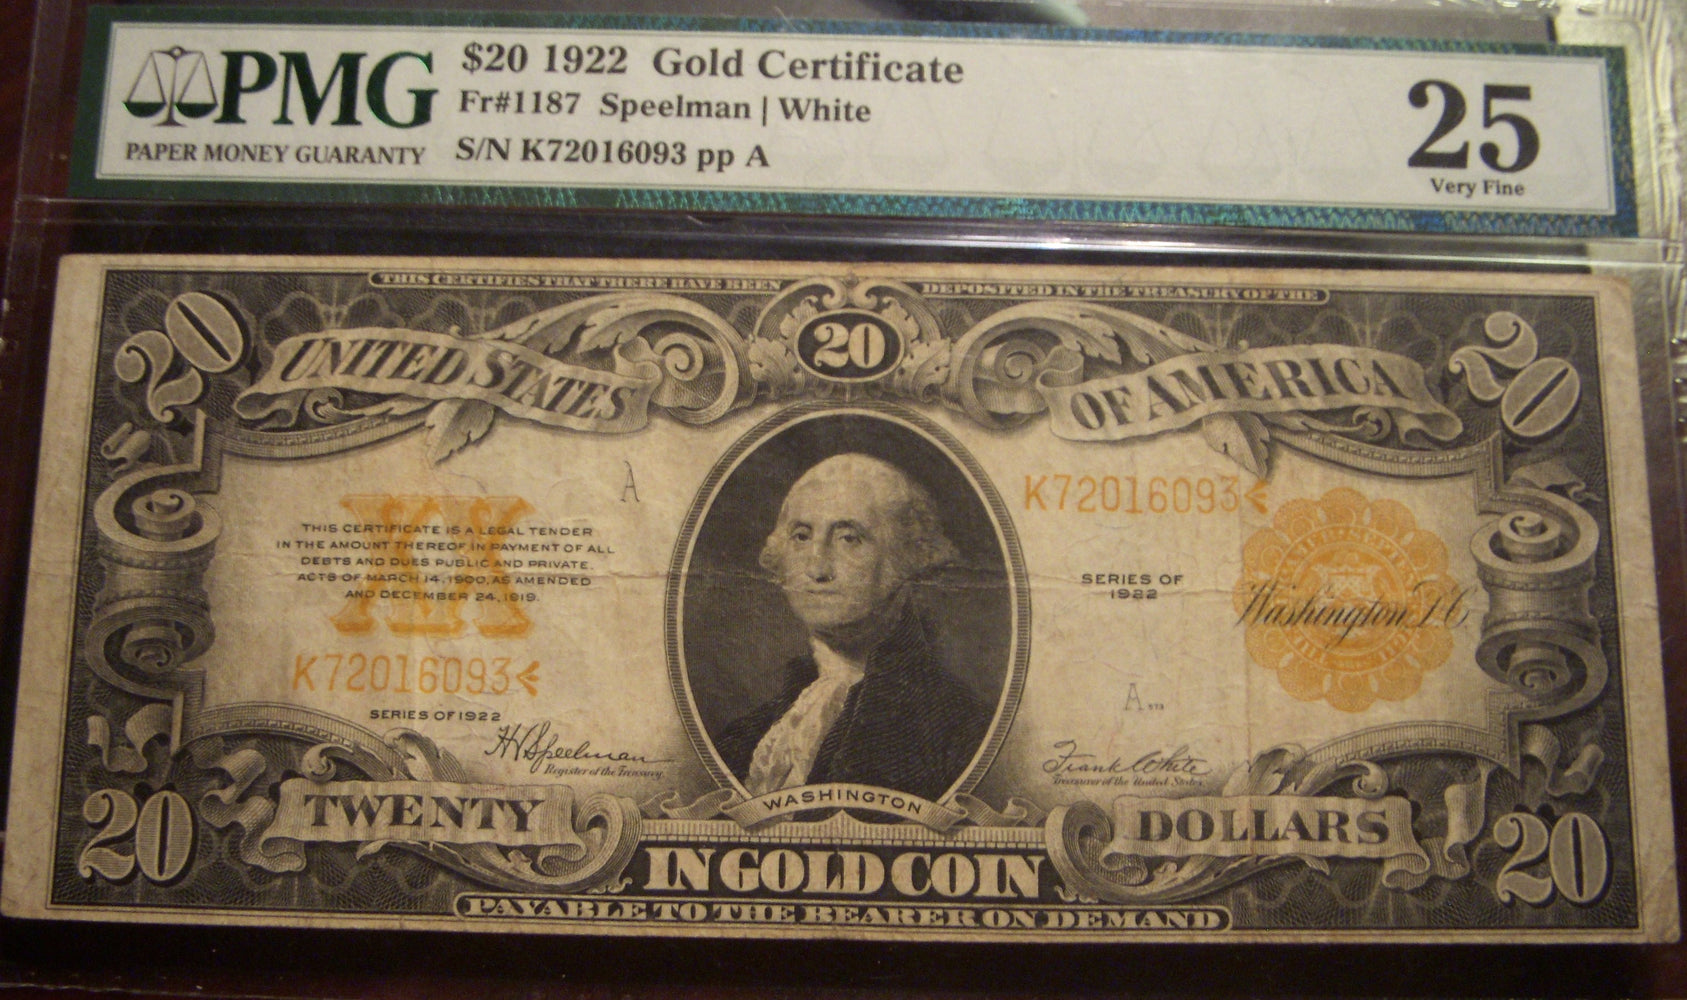 PMG
PAPER MONEY GUARANTY
$20 1922 Gold Certificate
Fr#1187 Speelman | White
S/N K72016093 pp A
25
Very Fine
THIS CERTIFIES THAT THERE HAVE BEEN DEPOSITED IN THE TREASURY OF THE
20
20
20
UNITED STATES OF AMERICA
A
K72016093
XX
THIS CERTIFICATE IS A LEGAL TENDER
IN THE AMOUNT THEREOF IN PAYMENT OF ALL
DEBTS AND DUES PUBLIC AND PRIVATE.
ACTS OF MARCH 14, 1900, AS AMENDED
AND DECEMBER 24, 1919.
SERIES OF
1922
Washington, D.C.
K72016093
SERIES OF 1922
A
H V Speelman
Register of the Treasury.
Frank White
Treasurer of the United States.
20
TWENTY
WASHINGTON
DOLLARS
20
IN GOLD COIN
PAYABLE TO THE BEARER ON DEMAND